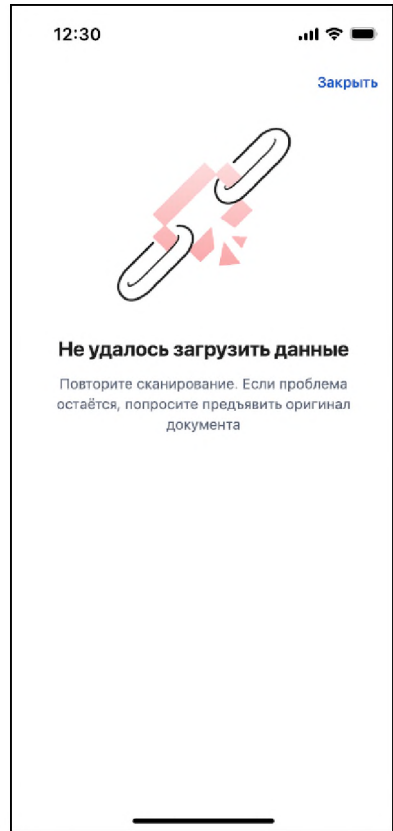 12:30
Закрыть
Не удалось загрузить данные
Повторите сканирование. Если проблема
остаётся, попросите предъявить оригинал
документа